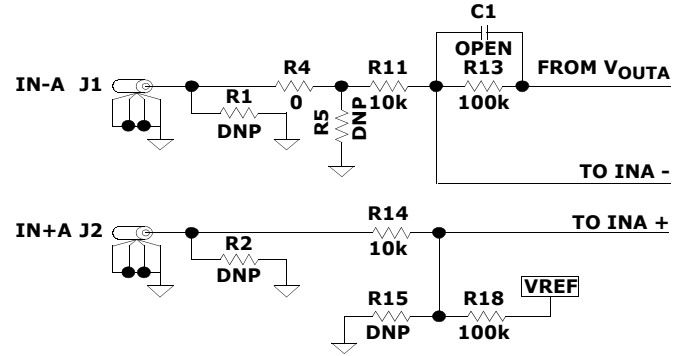 C1
OPEN
IN-A J1
R4
0
R11
10k
R13
100k
FROM VOUTA
R1
DNP
R5
DNP
TO INA -
IN+A J2
R14
10k
TO INA +
R2
DNP
VREF
R15
DNP
R18
100k